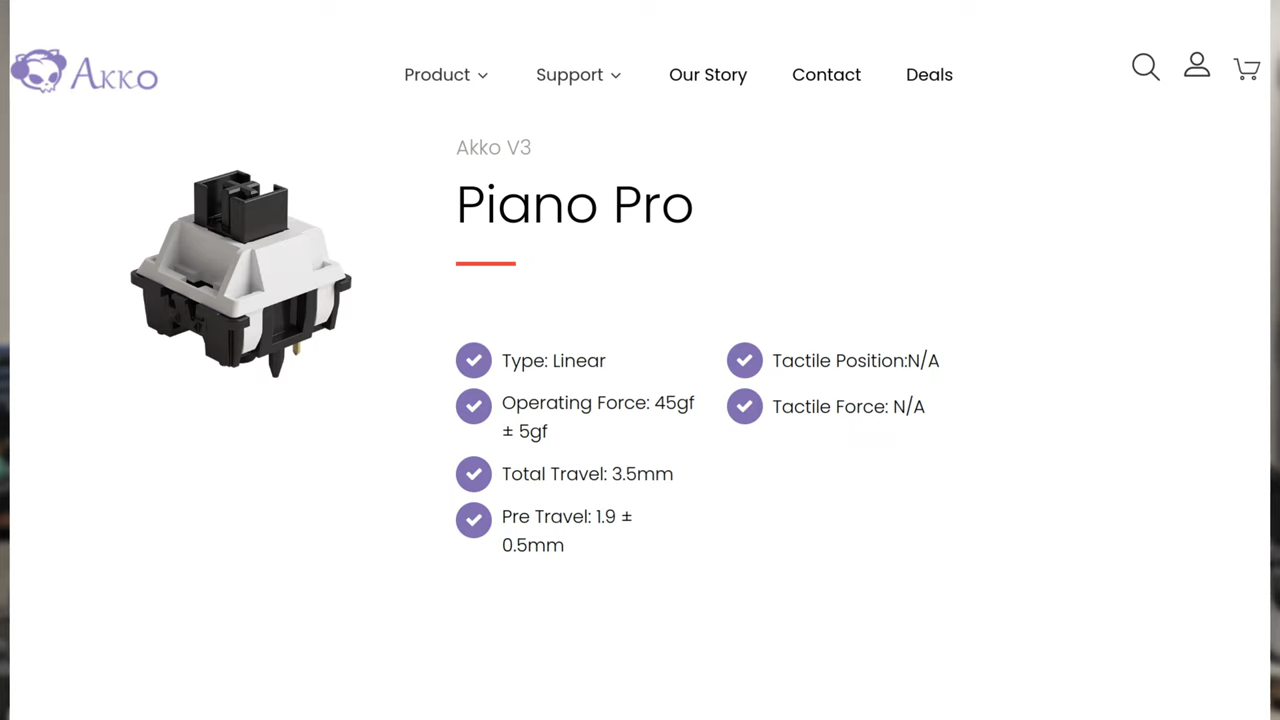 Akko
Product
Support
Our Story
Contact
Deals
Akko V3
Piano Pro
Type: Linear
Operating Force: 45gf
± 5gf
Total Travel: 3.5mm
Pre Travel: 1.9 ±
0.5mm
Tactile Position:N/A
Tactile Force: N/A